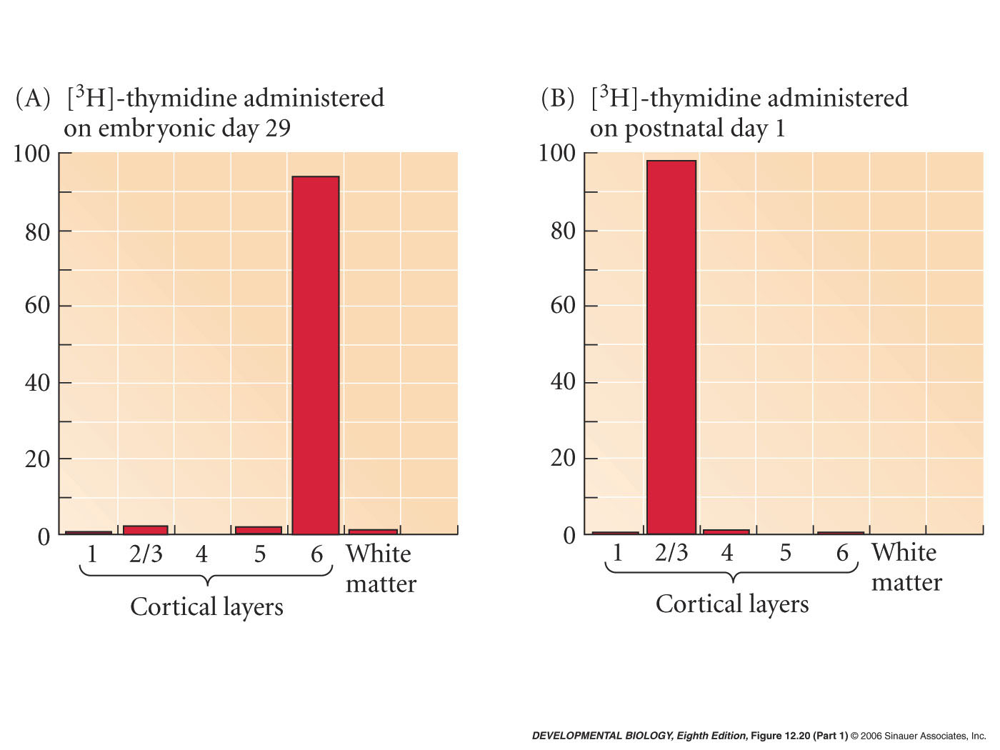 (A) [³H]-thymidine administered
on embryonic day 29
100
80
60
40
20
0
1 2/3 4 5 6 White
matter
Cortical layers
(B) [³H]-thymidine administered
on postnatal day 1
100
80
60
40
20
0
1 2/3 4 5 6 White
matter
Cortical layers
DEVELOPMENTAL BIOLOGY, Eighth Edition, Figure 12.20 (Part 1) © 2006 Sinauer Associates, Inc.